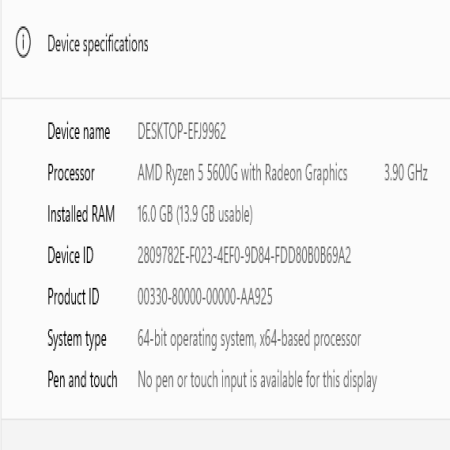 Device specifications
Device name DESKTOP-EFJ9962
Processor AMD Ryzen 5 5600G with Radeon Graphics 3.90 GHz
Installed RAM 16.0 GB (13.9 GB usable)
Device ID 2809782E-F023-4EF0-9D84-FDD80B0B69A2
Product ID 00330-80000-00000-AA925
System type 64-bit operating system, x64-based processor
Pen and touch No pen or touch input is available for this display